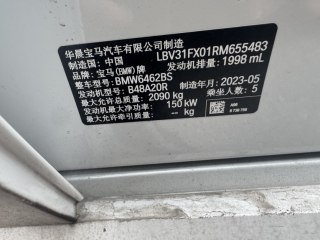 华晨宝马汽车有限公司制造
制造国: 中国 LBV31FX01RM655483
品牌: 宝马(BMW)牌 发动机排量: 1998 mL
整车型号: BMW6462BS
发动机型号: B48A20R 制造年月: 2023-05
最大允许总质量: 2090 kg 乘坐人数: 5
发动机最大净功率: 150 kW
最大允许牵引质量: -- kg